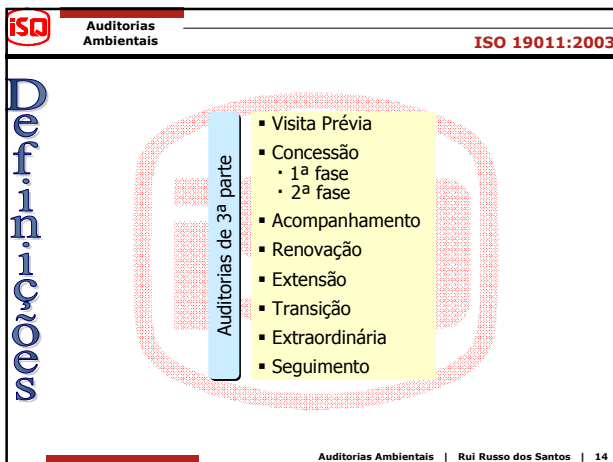 isQ
Auditorias
Ambientais
ISO 19011:2003
Definições
Auditorias de 3ª parte
▪ Visita Prévia
▪ Concessão
· 1ª fase
· 2ª fase
▪ Acompanhamento
▪ Renovação
▪ Extensão
▪ Transição
▪ Extraordinária
▪ Seguimento
Auditorias Ambientais | Rui Russo dos Santos | 14